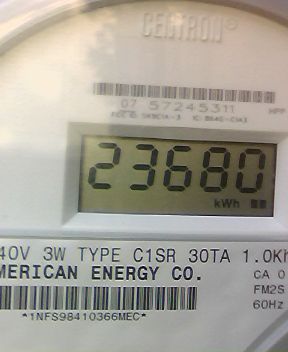 CENTRON®
07 57245311
23680
kWh
40V 3W TYPE C1SR 30TA 1.0Kh
MERICAN ENERGY CO.
CA 0
FM2S
60Hz
*1NFS98410366MEC*